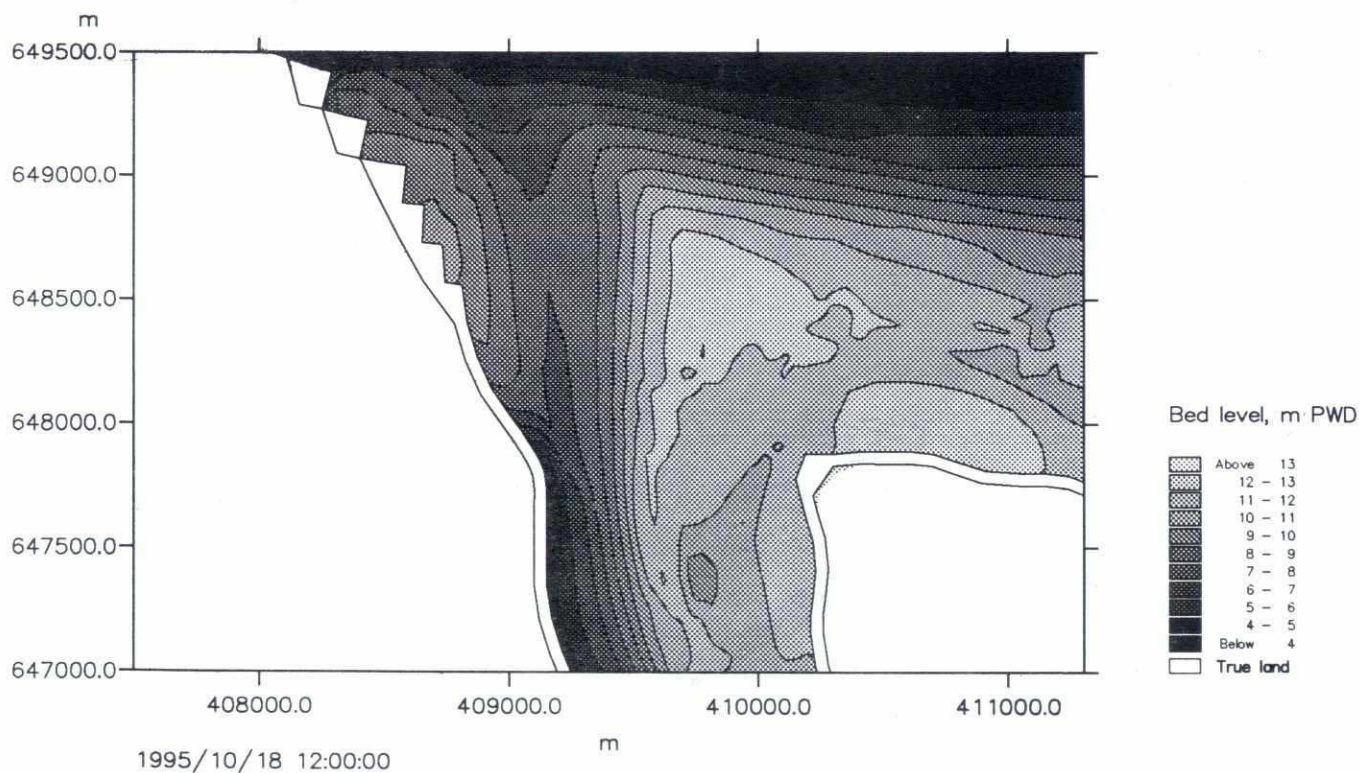 m
649500.0
649000.0
648500.0
648000.0
647500.0
647000.0
408000.0
409000.0
410000.0
411000.0
m
1995/10/18 12:00:00
Bed level, m PWD
Above 13
12 - 13
11 - 12
10 - 11
9 - 10
8 - 9
7 - 8
6 - 7
5 - 6
4 - 5
Below 4
True land